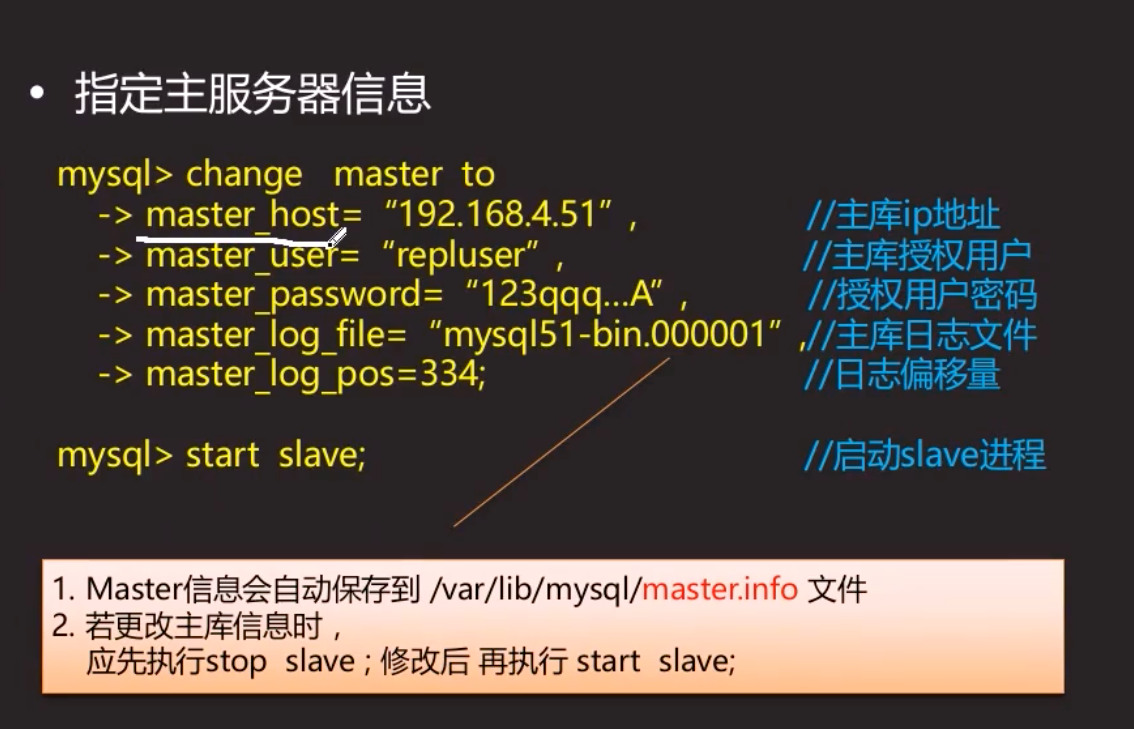 • 指定主服务器信息
mysql> change master to
-> master_host= “192.168.4.51” , //主库ip地址
-> master_user= “repluser” , //主库授权用户
-> master_password= “123qqq...A” , //授权用户密码
-> master_log_file= “mysql51-bin.000001” ,//主库日志文件
-> master_log_pos=334; //日志偏移量
mysql> start slave; //启动slave进程
1. Master信息会自动保存到 /var/lib/mysql/master.info 文件
2. 若更改主库信息时，
应先执行stop slave ; 修改后 再执行 start slave;